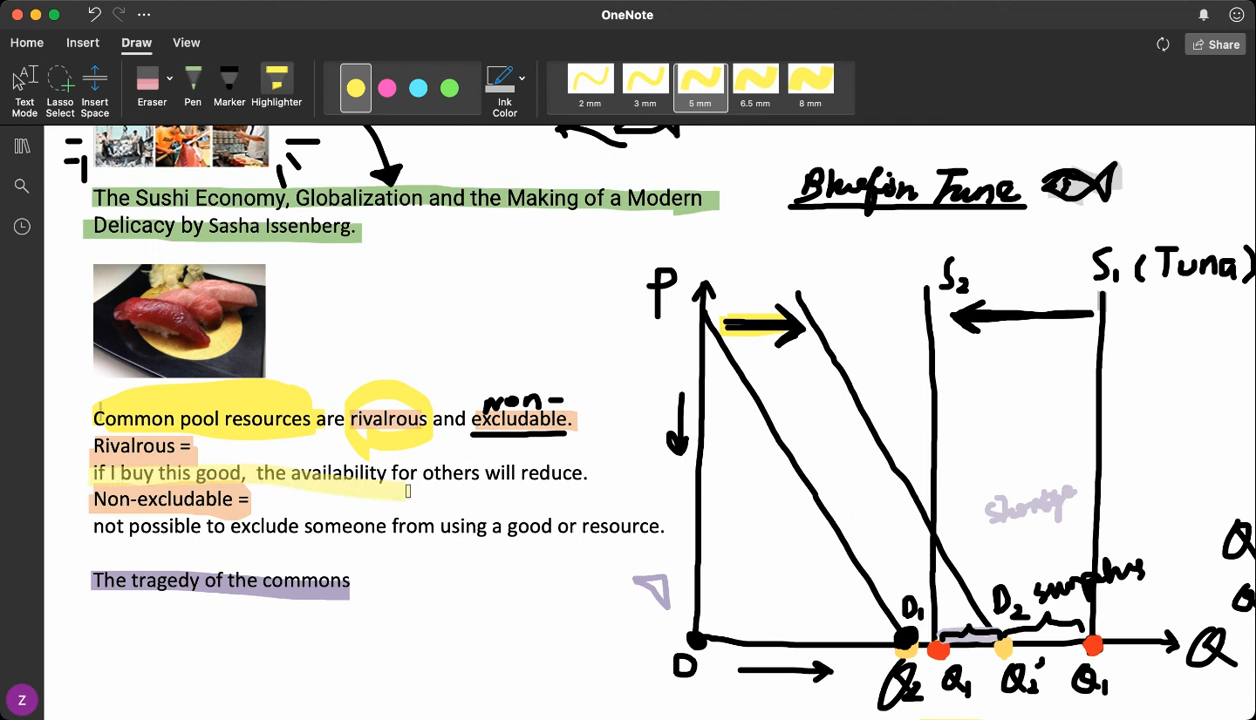 OneNote
Home Insert Draw View
Share
Text Mode
Lasso Select
Insert Space
Eraser
Pen
Marker
Highlighter
Ink Color
2 mm
3 mm
5 mm
6.5 mm
8 mm
The Sushi Economy, Globalization and the Making of a Modern
Delicacy by Sasha Issenberg.
non-
Common pool resources are rivalrous and excludable.
Rivalrous =
if I buy this good, the availability for others will reduce.
Non-excludable =
not possible to exclude someone from using a good or resource.
The tragedy of the commons
Bluefin Tune
P
S2
S1 (Tuna)
shortage
surplus
D1
D2
O
Q2
Q1
Q2'
Q1
Q
Q
Z